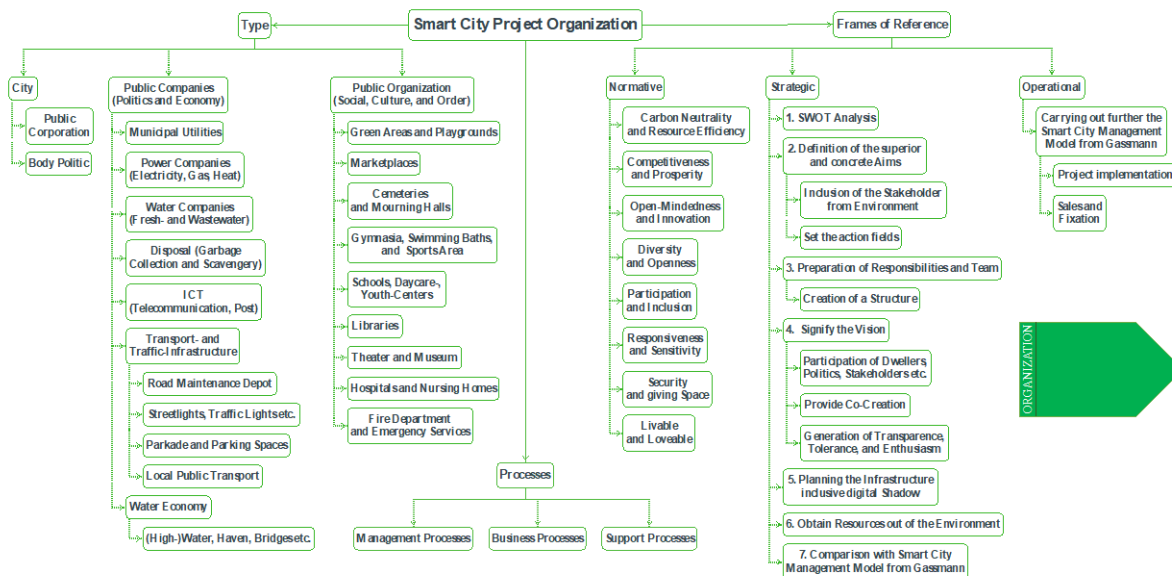 Smart City Project Organization
Type
Frames of Reference
City
Public
Corporation
Body Politic
Public Companies
(Politics and Economy)
Municipal Utilities
Power Companies
(Electricity, Gas, Heat)
Water Companies
(Fresh- and Wastewater)
Disposal (Garbage
Collection and Scavengery)
ICT
(Telecommunication, Post)
Transport- and
Traffic-Infrastructure
Road Maintenance Depot
Streetlights, Traffic Lights etc.
Parkade and Parking Spaces
Local Public Transport
Water Economy
(High-)Water, Haven, Bridges etc.
Public Organization
(Social, Culture, and Order)
Green Areas and Playgrounds
Marketplaces
Cemeteries
and Mourning Halls
Gymnasia, Swimming Baths,
and Sports Area
Schools, Daycare-,
Youth-Centers
Libraries
Theater and Museum
Hospitals and Nursing Homes
Fire Department
and Emergency Services
Processes
Management Processes
Business Processes
Support Processes
Normative
Carbon Neutrality
and Resource Efficiency
Competitiveness
and Prosperity
Open-Mindedness
and Innovation
Diversity
and Openness
Participation
and Inclusion
Responsiveness
and Sensitivity
Security
and giving Space
Livable
and Loveable
Strategic
1. SWOT Analysis
2. Definition of the superior
and concrete Aims
Inclusion of the Stakeholder
from Environment
Set the action fields
3. Preparation of Responsibilities and Team
Creation of a Structure
4. Signify the Vision
Participation of Dwellers,
Politics, Stakeholders etc.
Provide Co-Creation
Generation of Transparence,
Tolerance, and Enthusiasm
5. Planning the Infrastructure
inclusive digital Shadow
6. Obtain Resources out of the Environment
7. Comparison with Smart City
Management Model from Gassmann
Operational
Carrying out further the
Smart City Management
Model from Gassmann
Project implementation
Sales and
Fixation
ORGANIZATION